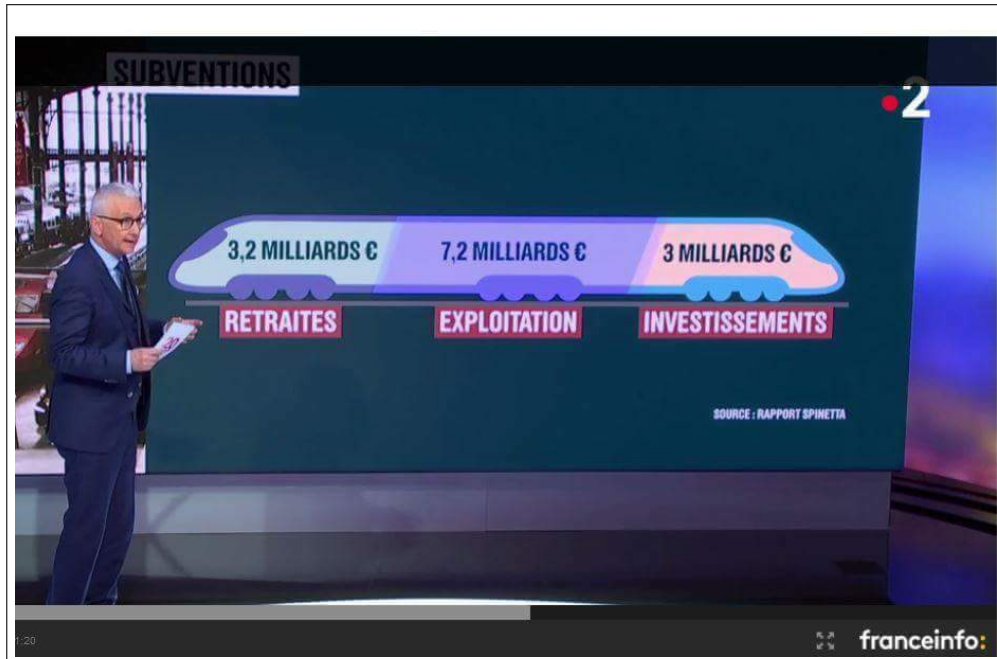 SUBVENTIONS
2
3,2 MILLIARDS €
7,2 MILLIARDS €
3 MILLIARDS €
RETRAITES
EXPLOITATION
INVESTISSEMENTS
SOURCE : RAPPORT SPINETTA
1:20
franceinfo: